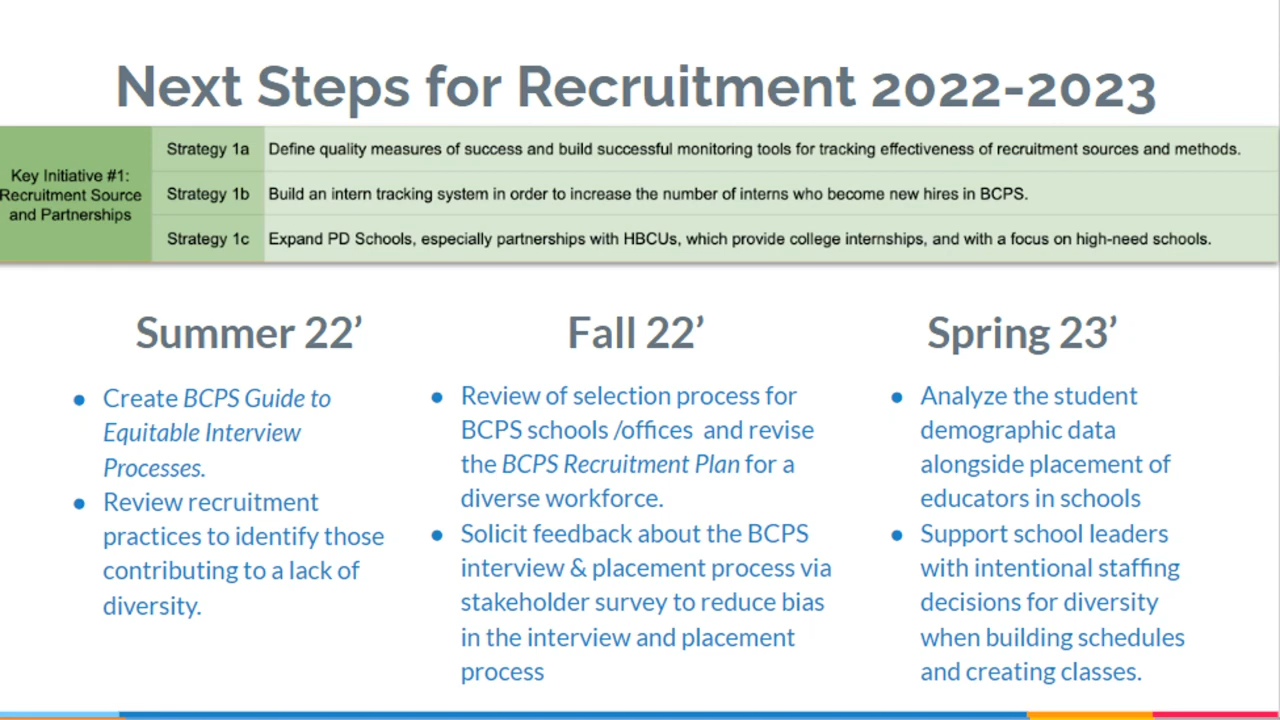 Next Steps for Recruitment 2022-2023
Key Initiative #1:
Recruitment Source
and Partnerships
Strategy 1a Define quality measures of success and build successful monitoring tools for tracking effectiveness of recruitment sources and methods.
Strategy 1b Build an intern tracking system in order to increase the number of interns who become new hires in BCPS.
Strategy 1c Expand PD Schools, especially partnerships with HBCUs, which provide college internships, and with a focus on high-need schools.
Summer 22’
● Create BCPS Guide to
Equitable Interview
Processes.
● Review recruitment
practices to identify those
contributing to a lack of
diversity.
Fall 22’
● Review of selection process for
BCPS schools /offices and revise
the BCPS Recruitment Plan for a
diverse workforce.
● Solicit feedback about the BCPS
interview & placement process via
stakeholder survey to reduce bias
in the interview and placement
process
Spring 23’
● Analyze the student
demographic data
alongside placement of
educators in schools
● Support school leaders
with intentional staffing
decisions for diversity
when building schedules
and creating classes.